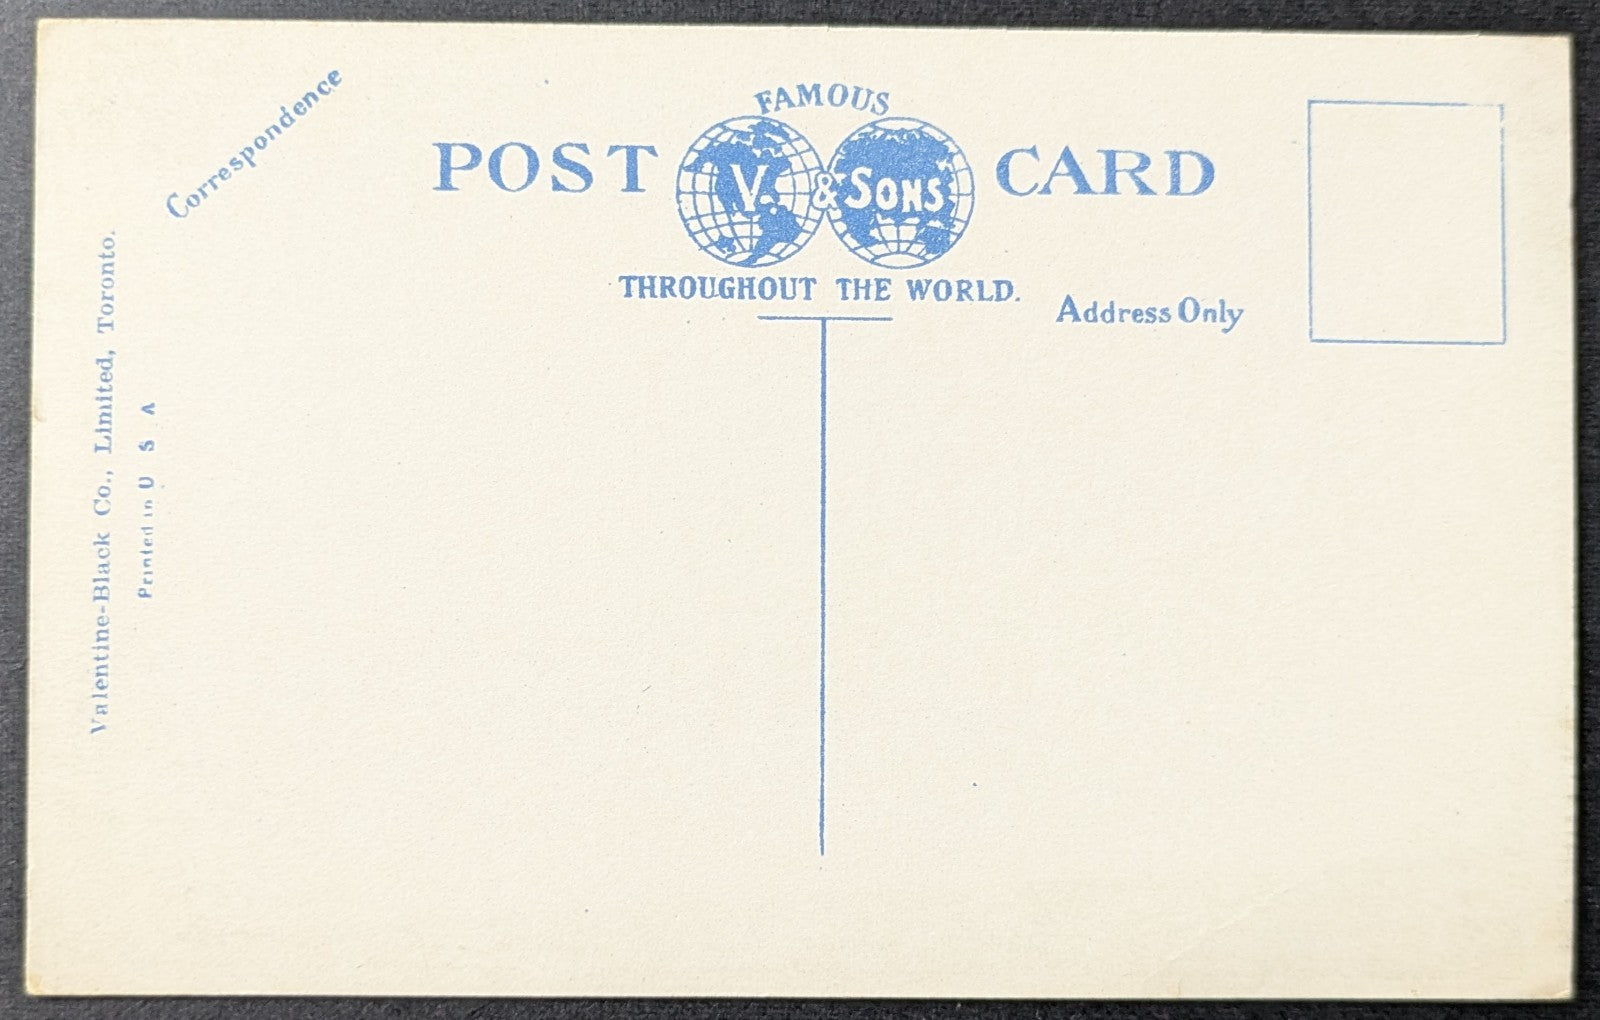 Correspondence
FAMOUS
POST V. & SONS CARD
THROUGHOUT THE WORLD.
Address Only
Valentine-Black Co., Limited, Toronto.
Printed in U S A